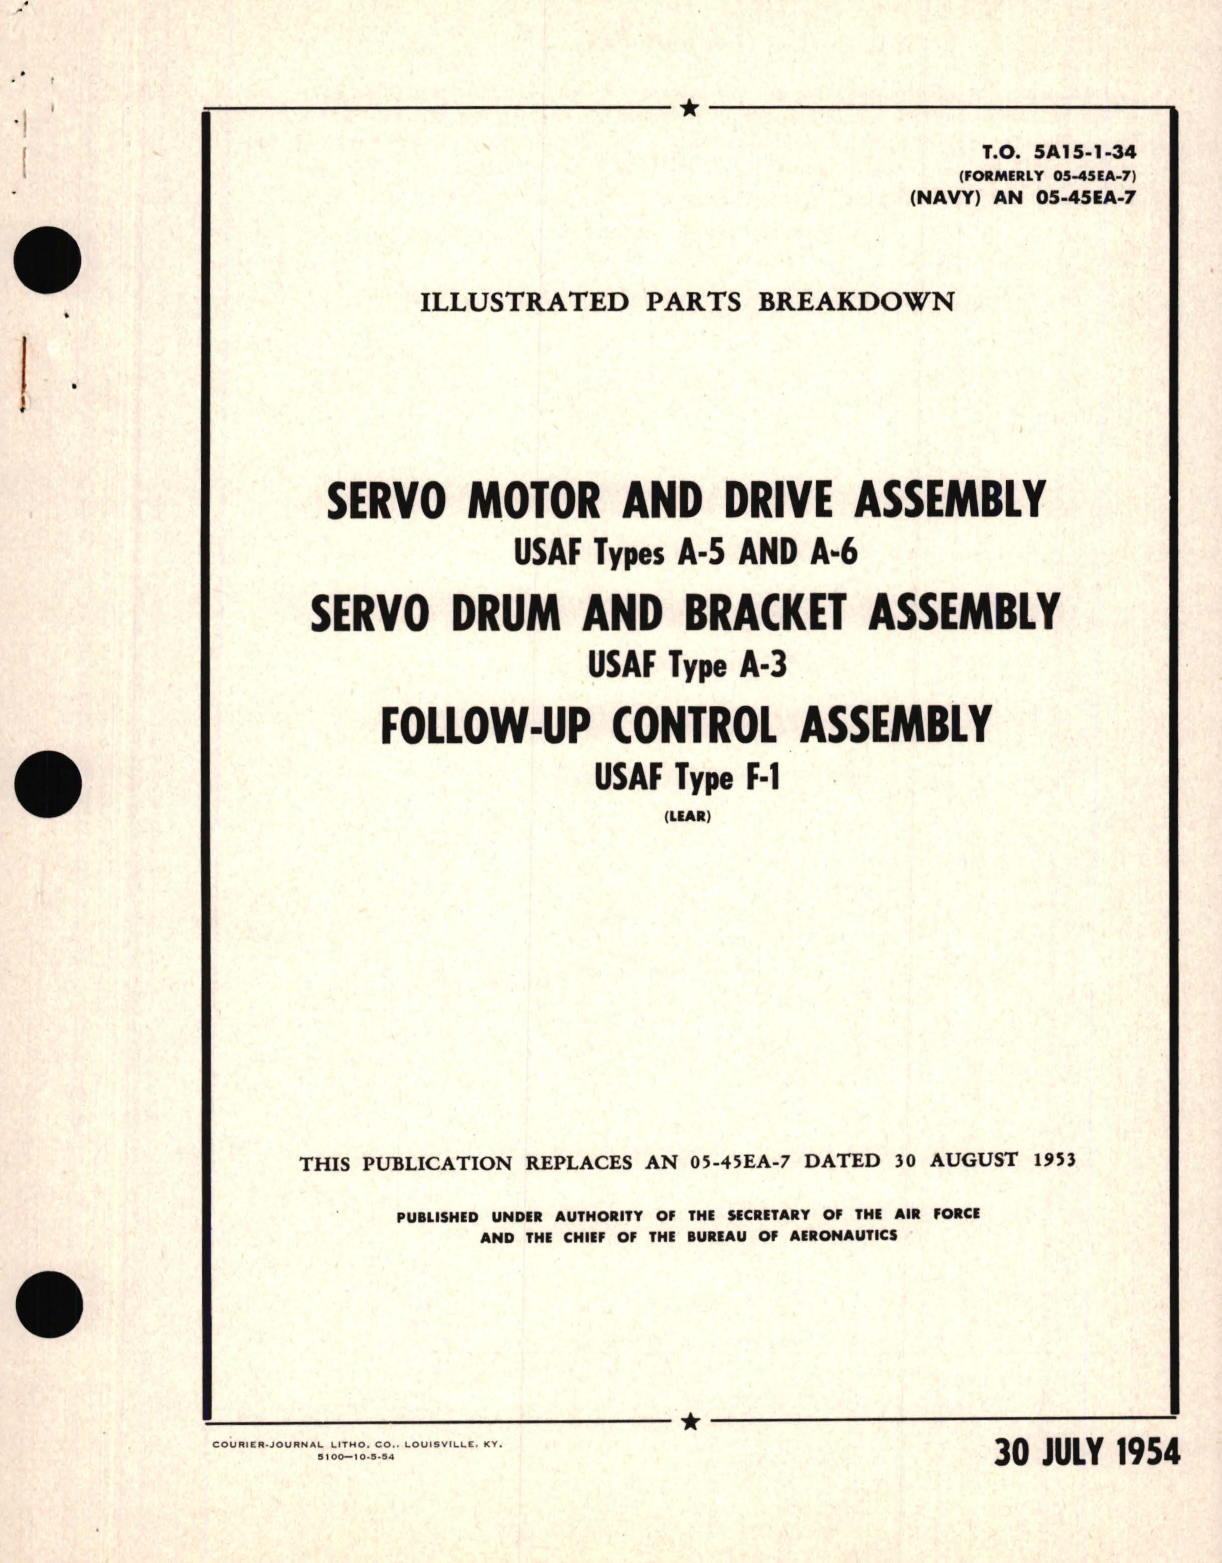 T.O. 5A15-1-34
(FORMERLY 05-45EA-7)
(NAVY) AN 05-45EA-7
ILLUSTRATED PARTS BREAKDOWN
SERVO MOTOR AND DRIVE ASSEMBLY
USAF Types A-5 AND A-6
SERVO DRUM AND BRACKET ASSEMBLY
USAF Type A-3
FOLLOW-UP CONTROL ASSEMBLY
USAF Type F-1
(LEAR)
THIS PUBLICATION REPLACES AN 05-45EA-7 DATED 30 AUGUST 1953
PUBLISHED UNDER AUTHORITY OF THE SECRETARY OF THE AIR FORCE
AND THE CHIEF OF THE BUREAU OF AERONAUTICS
COURIER-JOURNAL LITHO. CO., LOUISVILLE, KY.
5100—10-5-54
30 JULY 1954